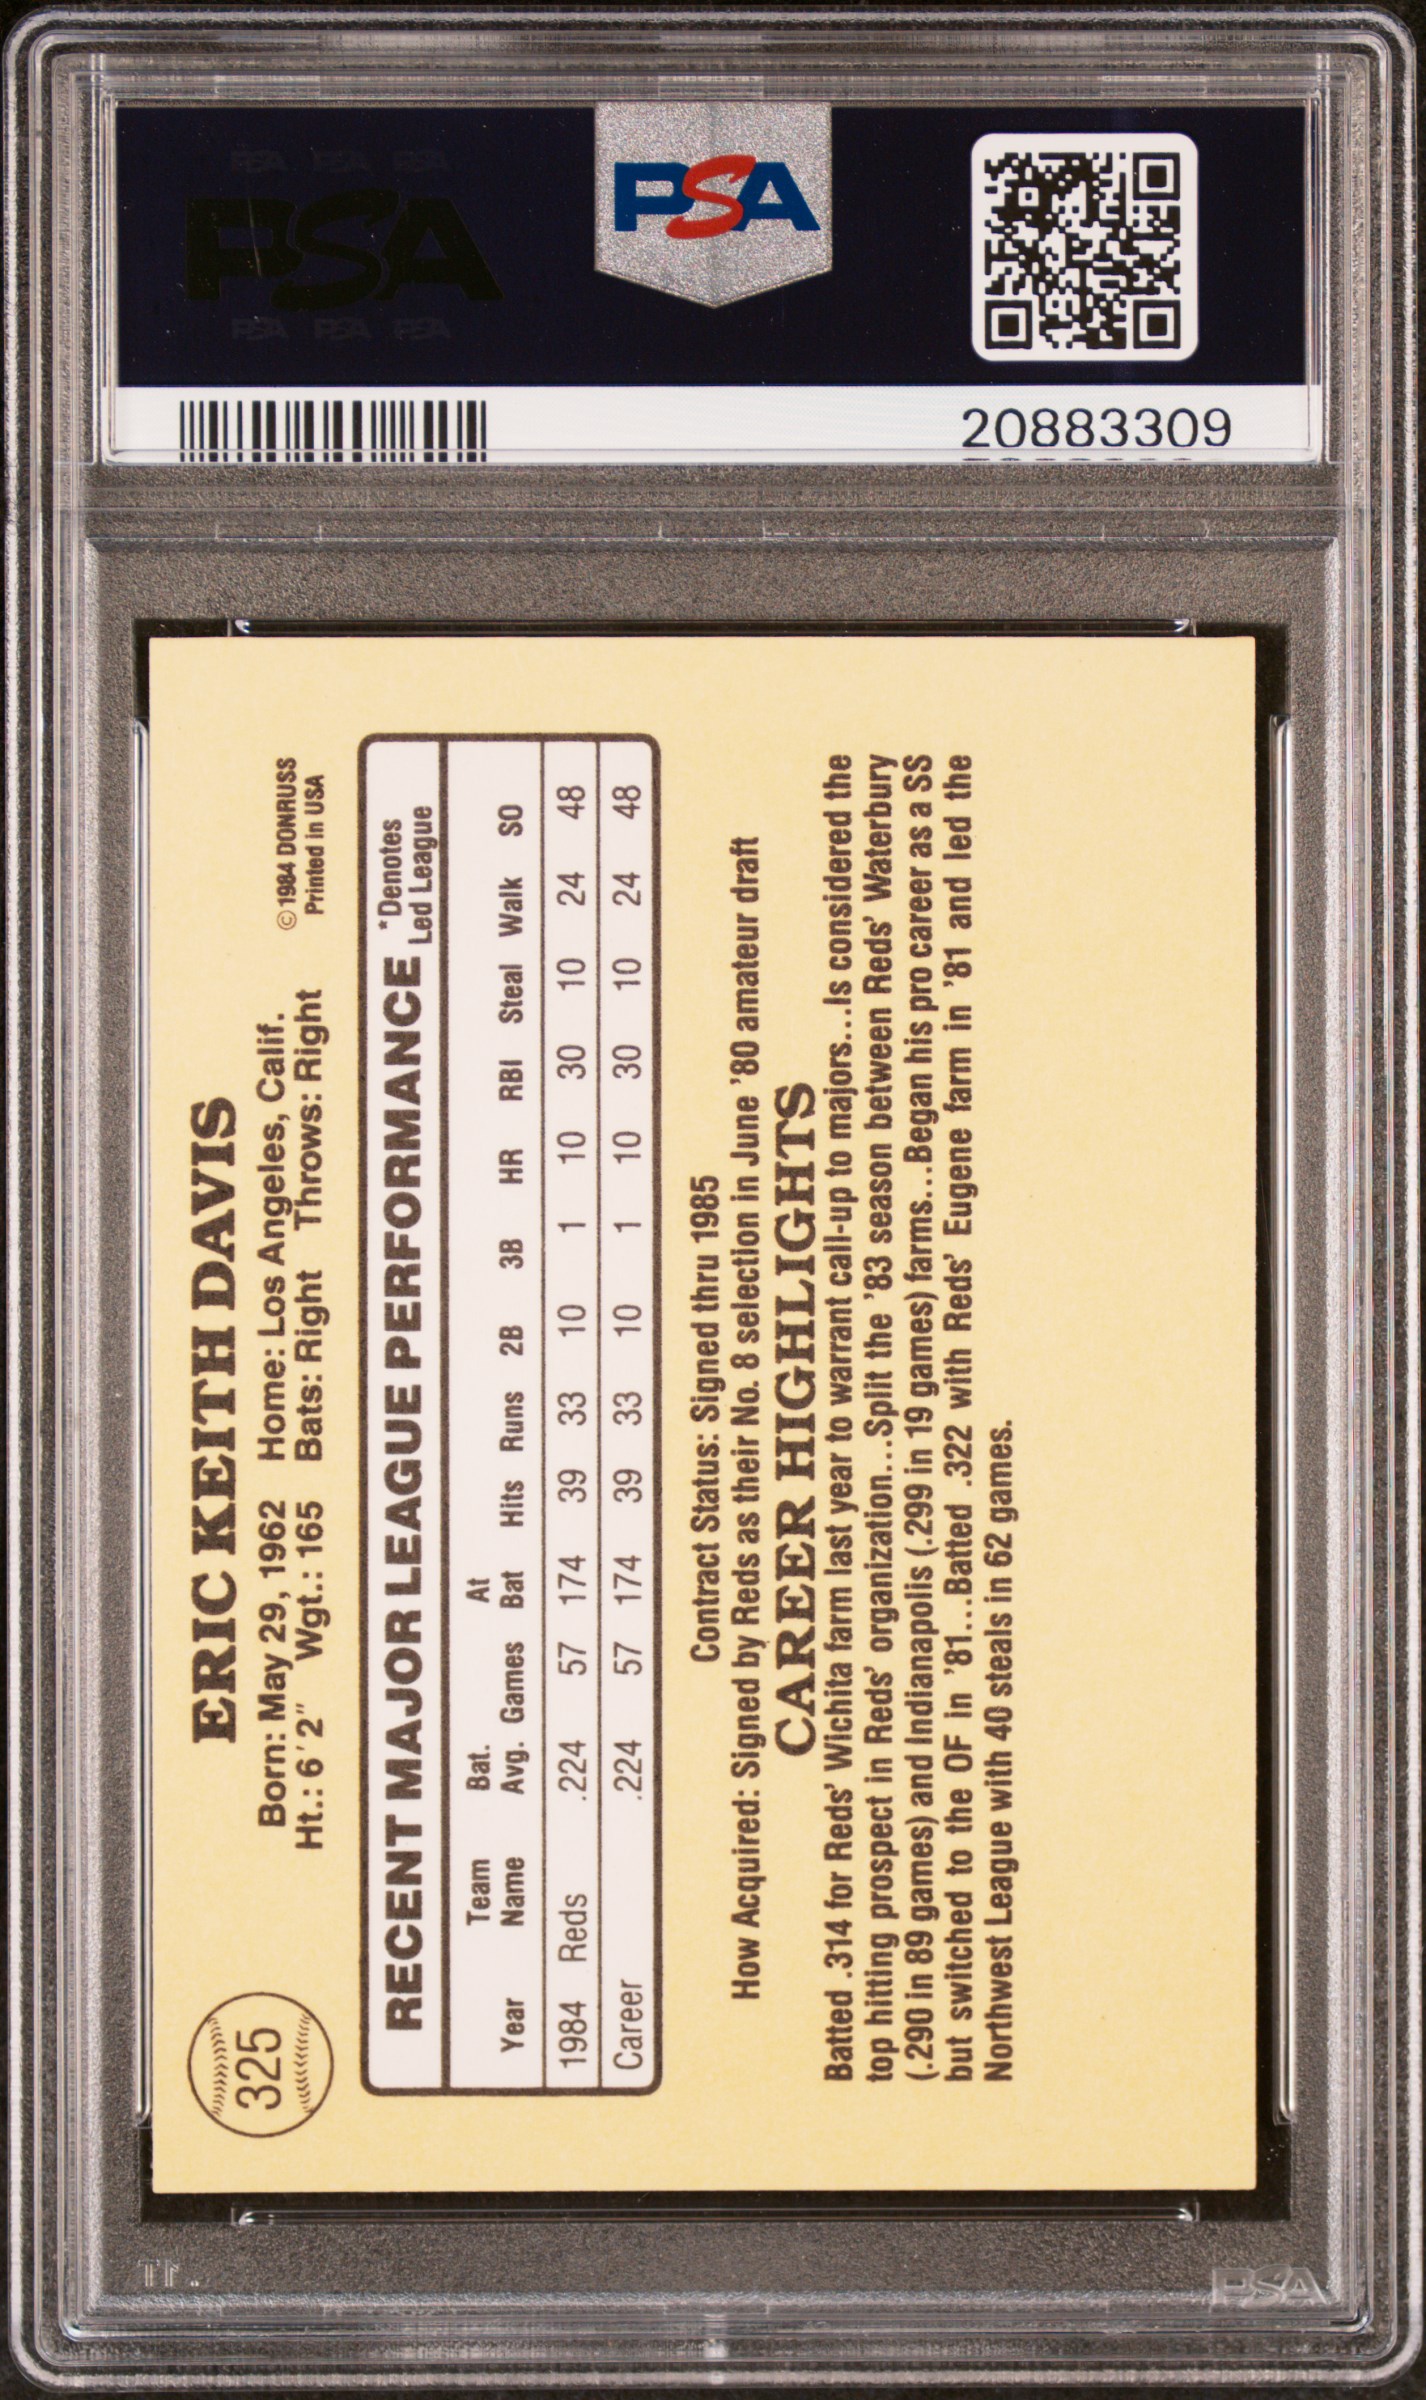 PSA PSA PSA
PSA
PSA PSA PSA
PSA
20883309
325
ERIC KEITH DAVIS
Born: May 29, 1962 Home: Los Angeles, Calif.
Ht.: 6'2" Wgt.: 165 Bats: Right Throws: Right
© 1984 DONRUSS
Printed in USA
RECENT MAJOR LEAGUE PERFORMANCE
*Denotes
Led League
Year Team Name Bat. Avg. Games At Bat Hits Runs 2B 3B HR RBI Steal Walk SO
1984 Reds .224 57 174 39 33 10 1 10 30 10 24 48
Career .224 57 174 39 33 10 1 10 30 10 24 48
Contract Status: Signed thru 1985
How Acquired: Signed by Reds as their No. 8 selection in June '80 amateur draft
CAREER HIGHLIGHTS
Batted .314 for Reds' Wichita farm last year to warrant call-up to majors...Is considered the
top hitting prospect in Reds' organization...Split the '83 season between Reds' Waterbury
(.290 in 89 games) and Indianapolis (.299 in 19 games) farms...Began his pro career as a SS
but switched to the OF in '81...Batted .322 with Reds' Eugene farm in '81 and led the
Northwest League with 40 steals in 62 games.
PSA